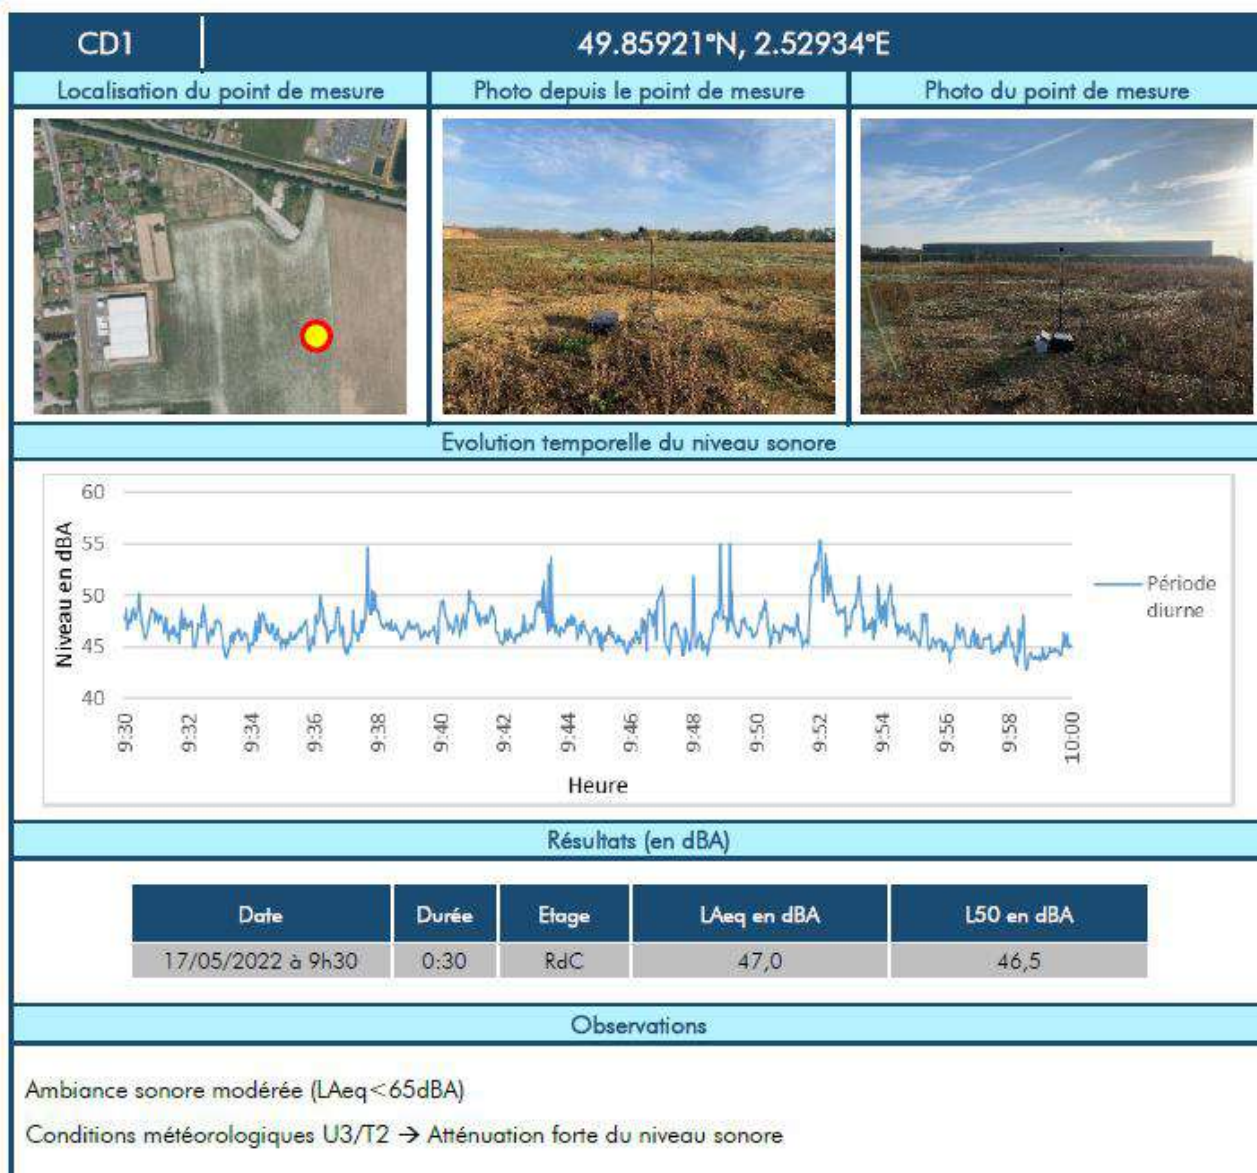 CD1 49.85921°N, 2.52934°E
Localisation du point de mesure Photo depuis le point de mesure Photo du point de mesure
Evolution temporelle du niveau sonore
60
55
50
45
40
Niveau en dBA
9:30 9:32 9:34 9:36 9:38 9:40 9:42 9:44 9:46 9:48 9:50 9:52 9:54 9:56 9:58 10:00
Heure
Période
diurne
Résultats (en dBA)
Date Durée Etage LAeq en dBA L50 en dBA
17/05/2022 à 9h30 0:30 RdC 47,0 46,5
Observations
Ambiance sonore modérée (LAeq<65dBA)
Conditions météorologiques U3/T2 → Atténuation forte du niveau sonore